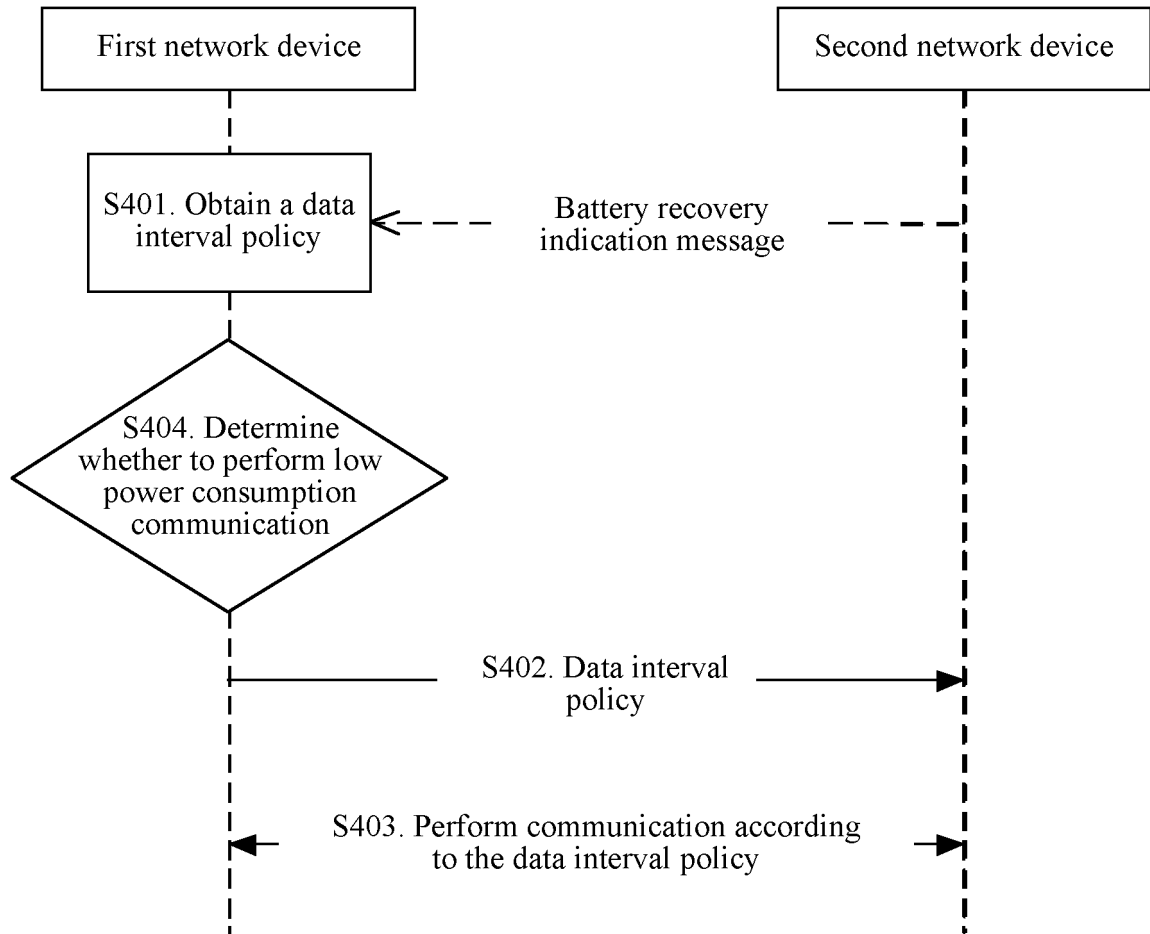 First network device
Second network device
S401. Obtain a data
interval policy
Battery recovery
indication message
S404. Determine
whether to perform low
power consumption
communication
S402. Data interval
policy
S403. Perform communication according
to the data interval policy